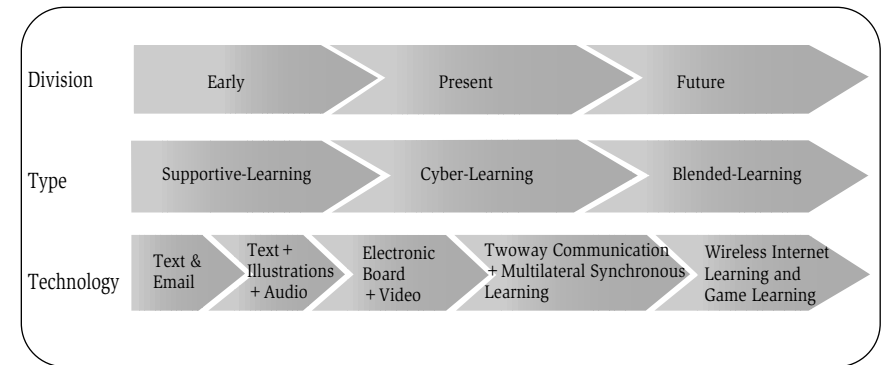 Division
Early
Present
Future
Type
Supportive-Learning
Cyber-Learning
Blended-Learning
Technology
Text &
Email
Text +
Illustrations
+ Audio
Electronic
Board
+ Video
Twoway Communication
+ Multilateral Synchronous
Learning
Wireless Internet
Learning and
Game Learning